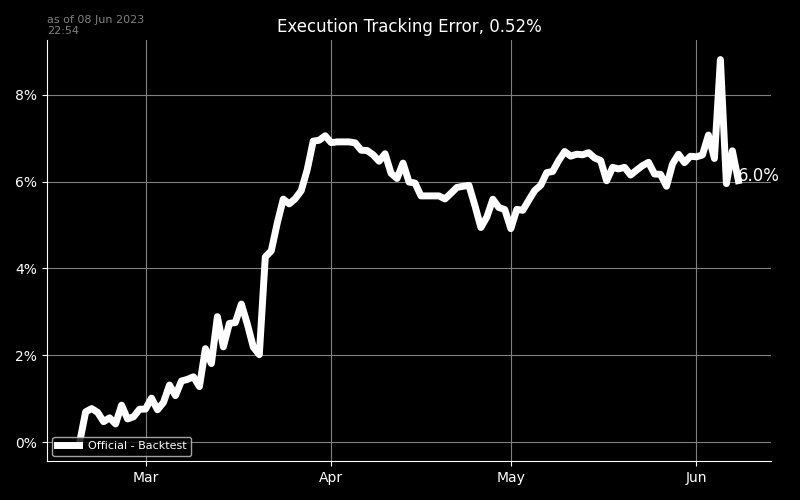 as of 08 Jun 2023
22:54
Execution Tracking Error, 0.52%
8%
6%
6.0%
4%
2%
0%
Official - Backtest
Mar
Apr
May
Jun